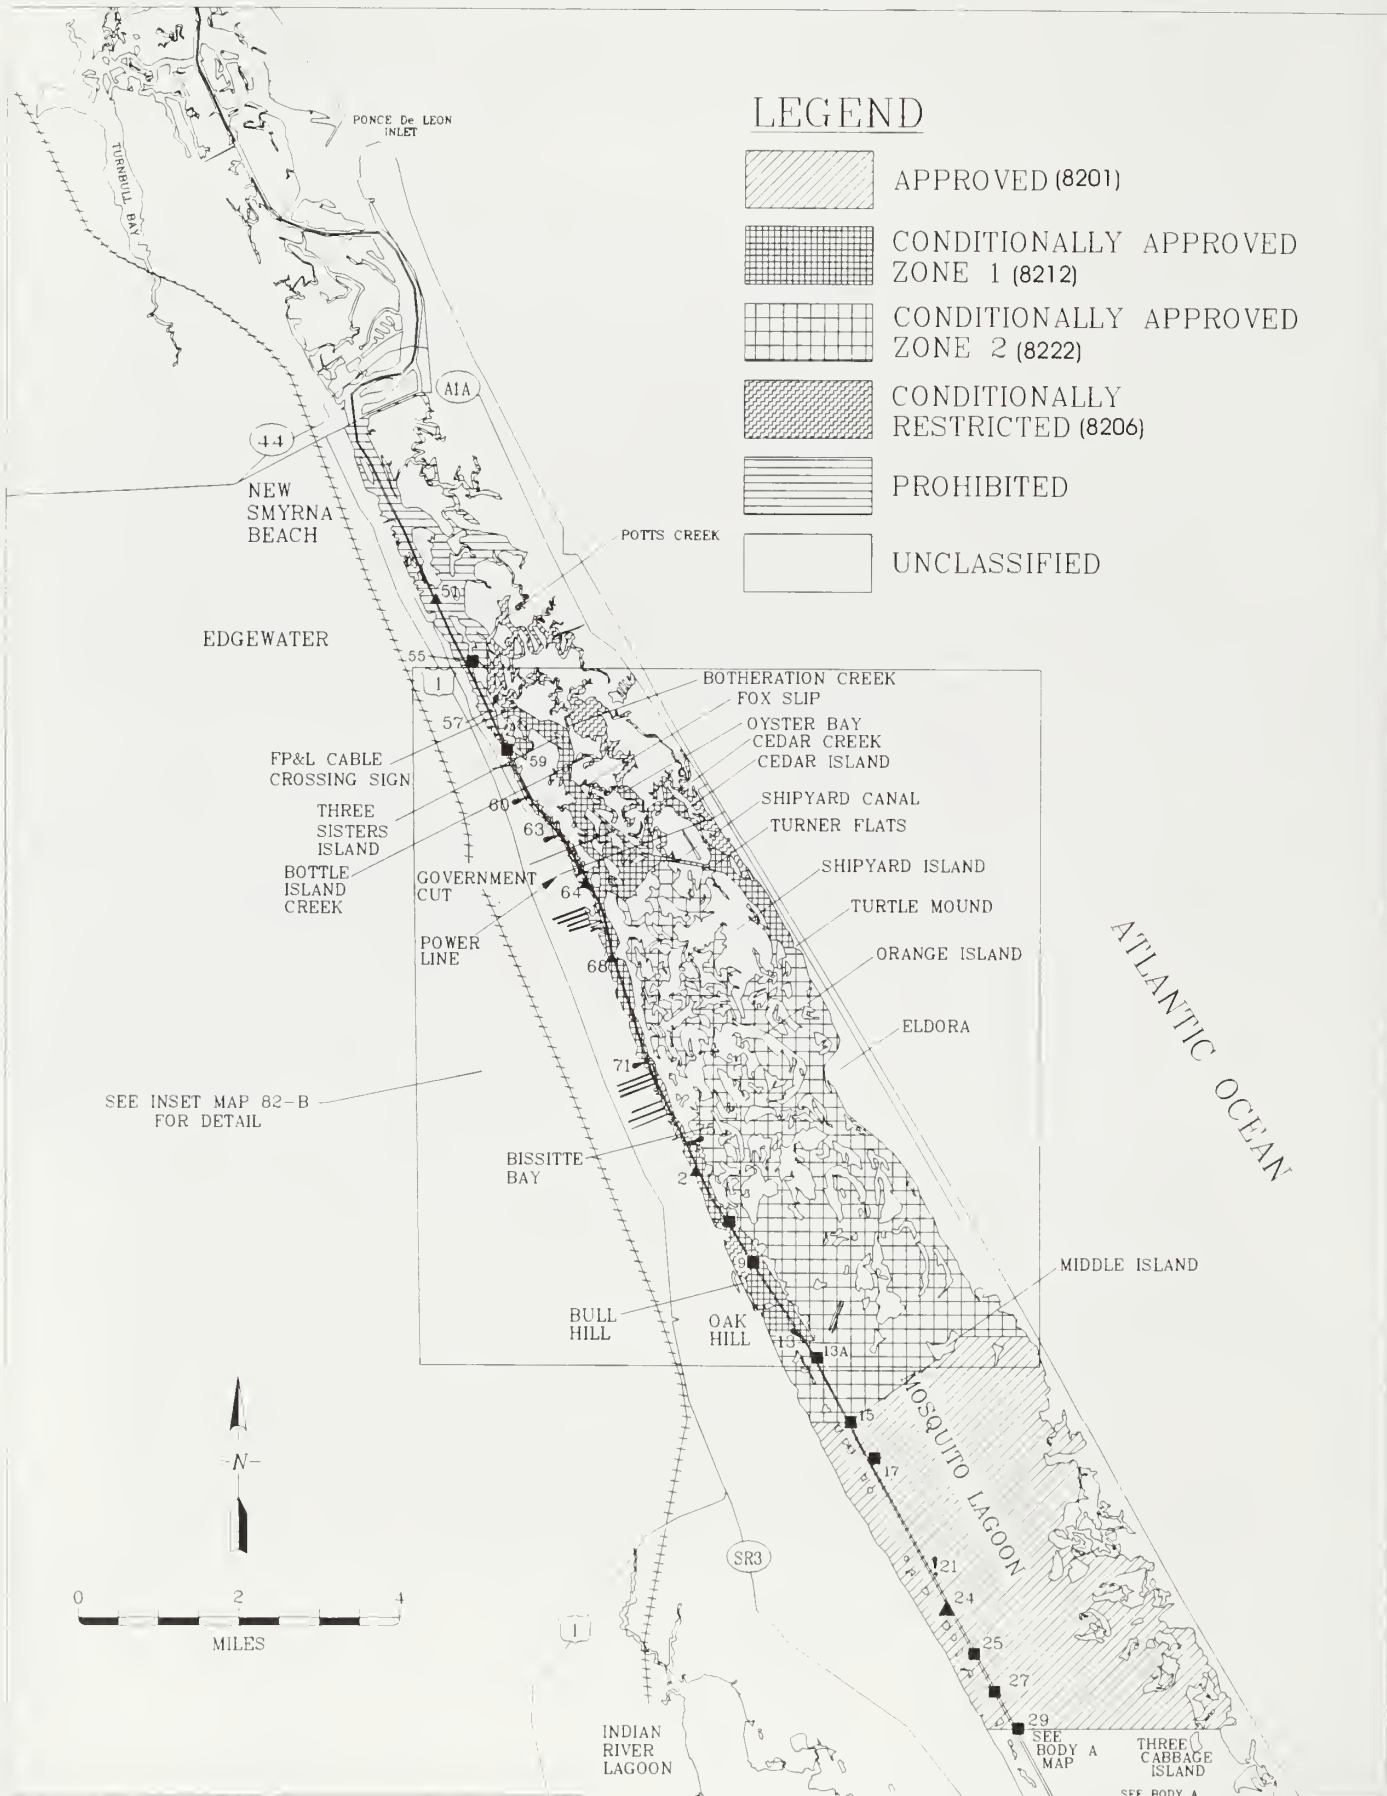 PONCE De LEON
INLET
TURNBULL BAY
LEGEND
APPROVED (8201)
CONDITIONALLY APPROVED
ZONE 1 (8212)
CONDITIONALLY APPROVED
ZONE 2 (8222)
CONDITIONALLY
RESTRICTED (8206)
PROHIBITED
UNCLASSIFIED
A1A
44
NEW
SMYRNA
BEACH
POTTS CREEK
EDGEWATER
55
1
57
59
FP&L CABLE
CROSSING SIGN
THREE
SISTERS
ISLAND
BOTTLE
ISLAND
CREEK
60
63
GOVERNMENT
CUT
64
POWER
LINE
68
71
BOTHERATION CREEK
FOX SLIP
OYSTER BAY
CEDAR CREEK
CEDAR ISLAND
SHIPYARD CANAL
TURNER FLATS
SHIPYARD ISLAND
TURTLE MOUND
ORANGE ISLAND
ELDORA
ATLANTIC OCEAN
SEE INSET MAP 82-B
FOR DETAIL
BISSITTE
BAY
2
9
BULL
HILL
OAK
HILL
13
13A
MIDDLE ISLAND
MOSQUITO LAGOON
15
17
21
24
25
27
29
-N-
0 2 4
MILES
SR3
1
INDIAN
RIVER
LAGOON
SEE
BODY A
MAP
THREE
CABBAGE
ISLAND
SEE BODY A